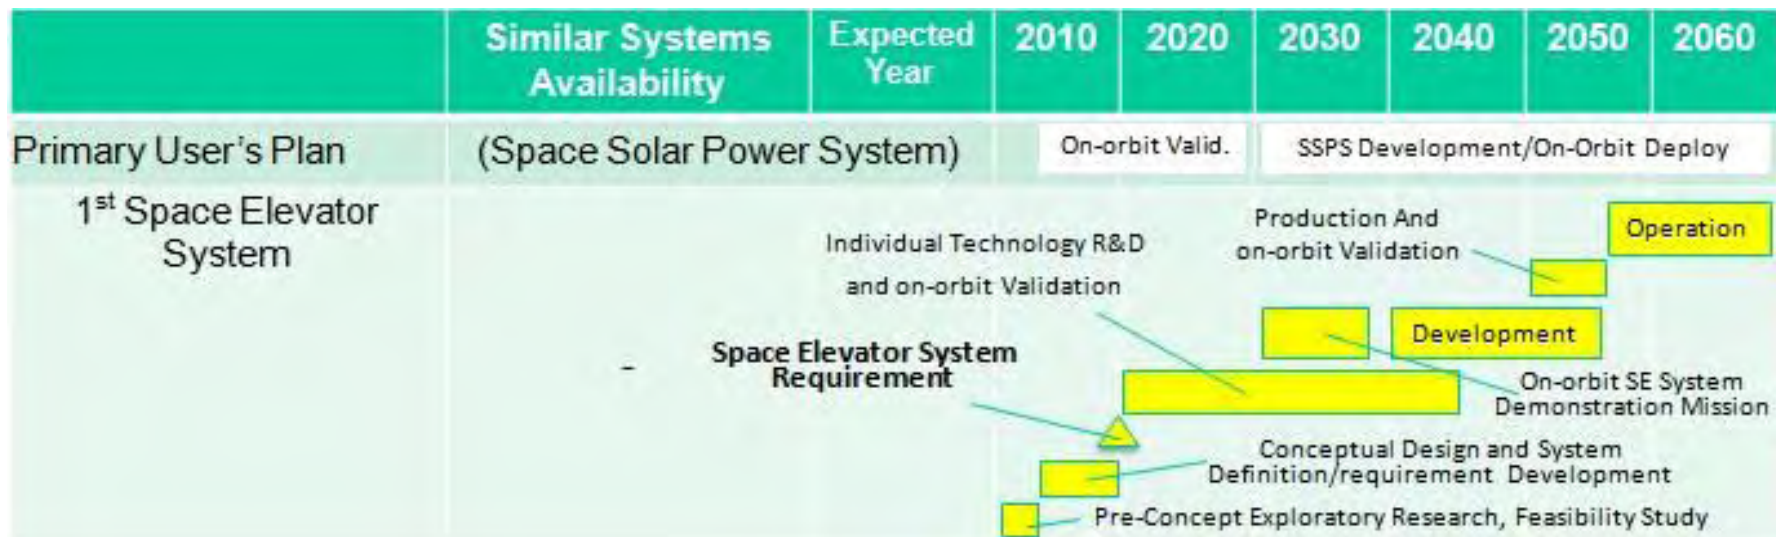 Similar Systems Availability
Expected Year
2010 2020 2030 2040 2050 2060
Primary User's Plan
(Space Solar Power System)
On-orbit Valid.
SSPS Development/On-Orbit Deploy
1st Space Elevator
System
-
Individual Technology R&D
and on-orbit Validation
Production And
on-orbit Validation
Operation
Development
Space Elevator System
Requirement
On-orbit SE System
Demonstration Mission
Conceptual Design and System
Definition/requirement Development
Pre-Concept Exploratory Research, Feasibility Study